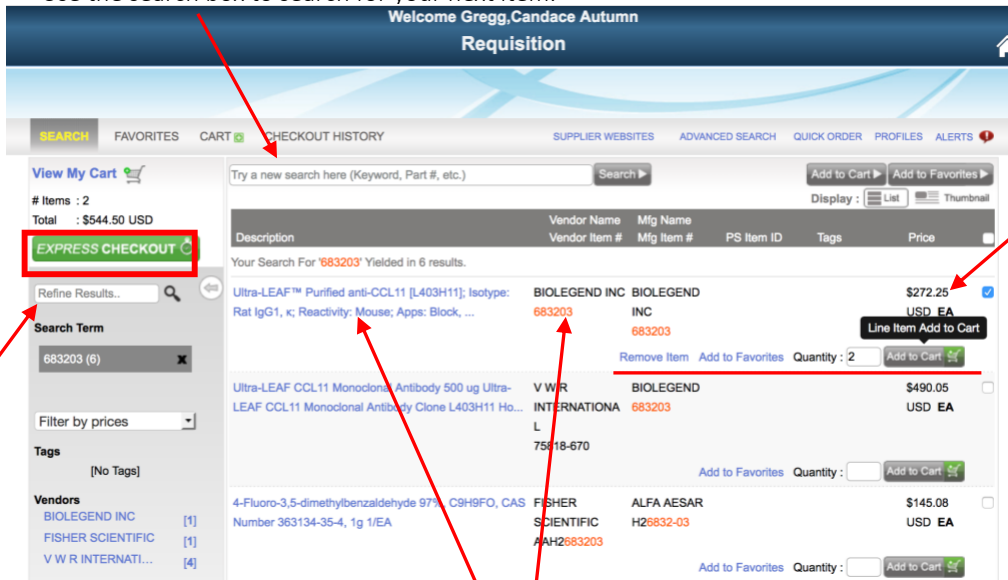 Use the search box to search for your next item.
Welcome Gregg,Candace Autumn
Requisition
SEARCH FAVORITES CART CHECKOUT HISTORY SUPPLIER WEBSITES ADVANCED SEARCH QUICK ORDER PROFILES ALERTS
View My Cart
# Items : 2
Total : $544.50 USD
EXPRESS CHECKOUT
Refine Results..
Search Term
683203 (6) x
Filter by prices
Tags
[No Tags]
Vendors
BIOLEGEND INC [1]
FISHER SCIENTIFIC [1]
V W R INTERNATI... [4]
Try a new search here (Keyword, Part #, etc.) Search Add to Cart Add to Favorites
Display : List Thumbnail
Vendor Name Mfg Name
Description Vendor Item # Mfg Item # PS Item ID Tags Price
Your Search For '683203' Yielded in 6 results.
Ultra-LEAF™ Purified anti-CCL11 [L403H11]; Isotype: BIOLEGEND INC BIOLEGEND $272.25
Rat IgG1, κ; Reactivity: Mouse; Apps: Block, ... 683203 INC USD EA
683203
Line Item Add to Cart
Remove Item Add to Favorites Quantity : 2 Add to Cart
Ultra-LEAF CCL11 Monoclonal Antibody 500 ug Ultra- V W R BIOLEGEND $490.05
LEAF CCL11 Monoclonal Antibody Clone L403H11 Ho... INTERNATIONA 683203 USD EA
L
75818-670
Add to Favorites Quantity : Add to Cart
4-Fluoro-3,5-dimethylbenzaldehyde 97%, C9H9FO, CAS FISHER ALFA AESAR $145.08
Number 363134-35-4, 1g 1/EA SCIENTIFIC H26832-03 USD EA
AAH2683203
Add to Favorites Quantity : Add to Cart